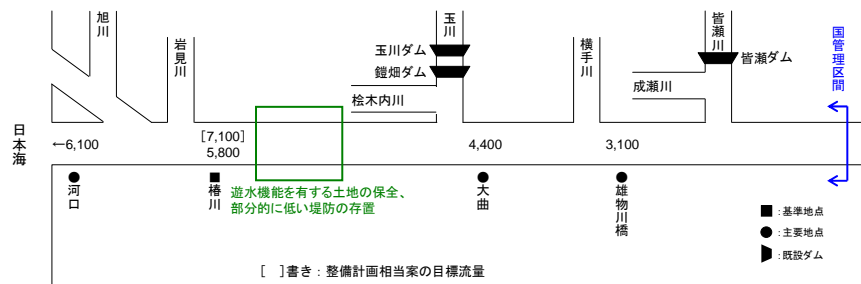 旭川
岩見川
玉川
玉川ダム
鎧畑ダム
桧木内川
横手川
成瀬川
皆瀬川
皆瀬ダム
国管理区間
日本海
←6,100
[7,100]
5,800
4,400
3,100
河口
椿川
遊水機能を有する土地の保全、
部分的に低い堤防の存置
大曲
雄物川橋
■：基準地点
●：主要地点
：既設ダム
[　]書き：整備計画相当案の目標流量